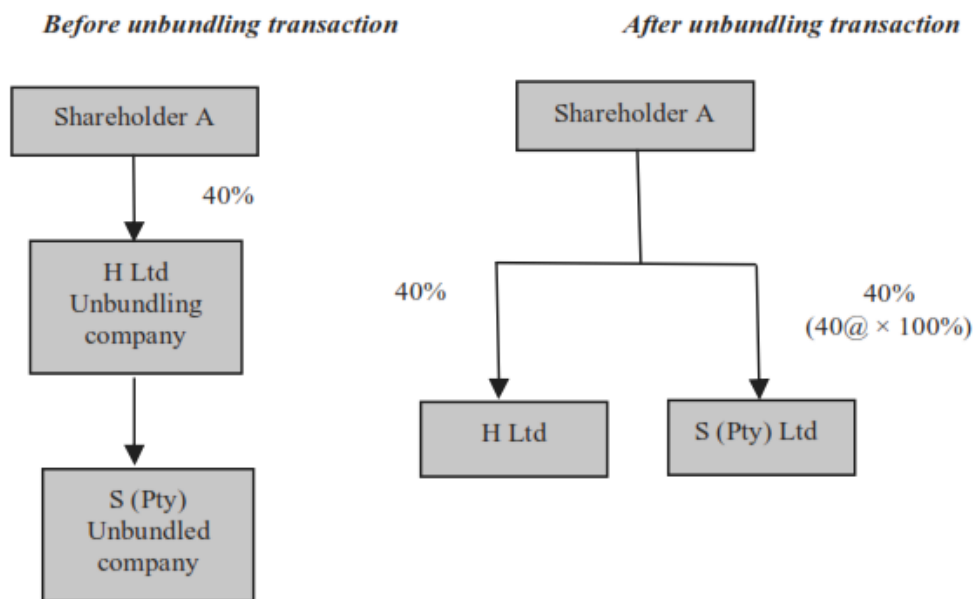 Before unbundling transaction
Shareholder A
40%
H Ltd
Unbundling
company
S (Pty)
Unbundled
company
After unbundling transaction
Shareholder A
40%
40%
(40@ × 100%)
H Ltd
S (Pty) Ltd